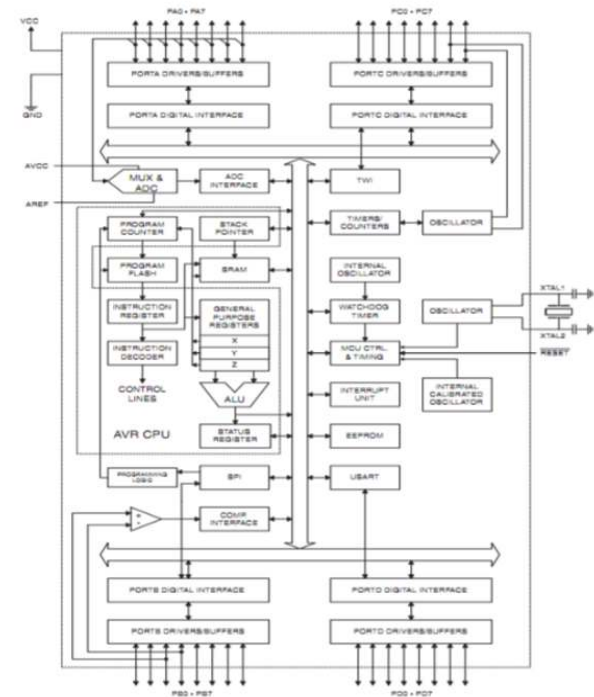 PA0 - PA7
PC0 - PC7
VCC
GND
PORTA DRIVERS/BUFFERS
PORTC DRIVERS/BUFFERS
PORTA DIGITAL INTERFACE
PORTC DIGITAL INTERFACE
AVCC
MUX &
ADC
ADC
INTERFACE
TWI
AREF
PROGRAM
COUNTER
STACK
POINTER
TIMERS/
COUNTERS
OSCILLATOR
PROGRAM
FLASH
SRAM
INTERNAL
OSCILLATOR
XTAL1
INSTRUCTION
REGISTER
GENERAL
PURPOSE
REGISTERS
WATCHDOG
TIMER
OSCILLATOR
XTAL2
X
Y
Z
INSTRUCTION
DECODER
MCU CTRL.
& TIMING
RESET
CONTROL
LINES
ALU
INTERRUPT
UNIT
INTERNAL
CALIBRATED
OSCILLATOR
AVR CPU
STATUS
REGISTER
EEPROM
PROGRAMMING
LOGIC
SPI
USART
+
-
COMP.
INTERFACE
PORTB DIGITAL INTERFACE
PORTD DIGITAL INTERFACE
PORTB DRIVERS/BUFFERS
PORTD DRIVERS/BUFFERS
PB0 - PB7
PD0 - PD7